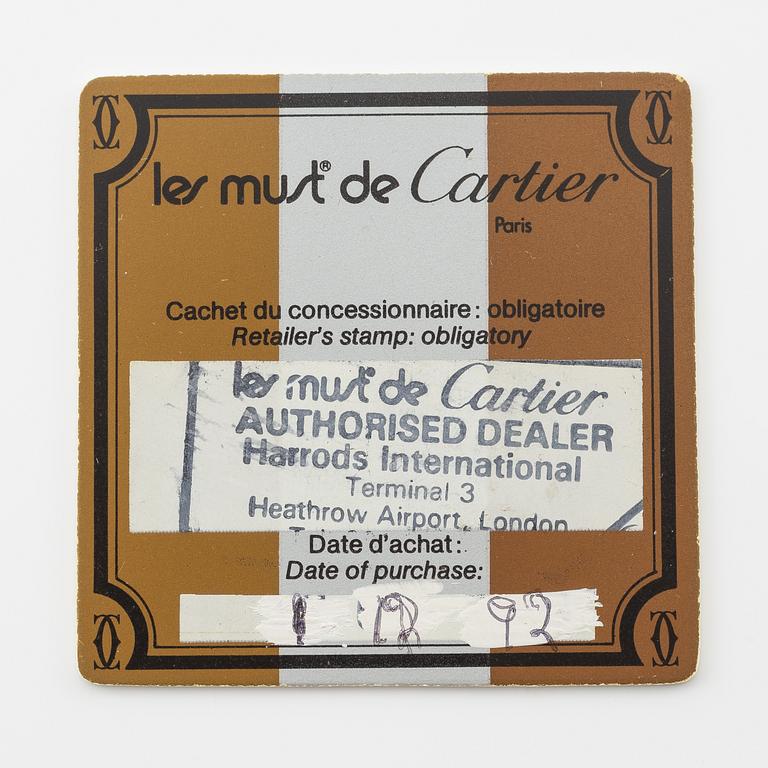 les must® de Cartier
Paris
Cachet du concessionnaire : obligatoire
Retailer's stamp: obligatory
les must de Cartier
AUTHORISED DEALER
Harrods International
Terminal 3
Heathrow Airport, London
Date d'achat :
Date of purchase:
93